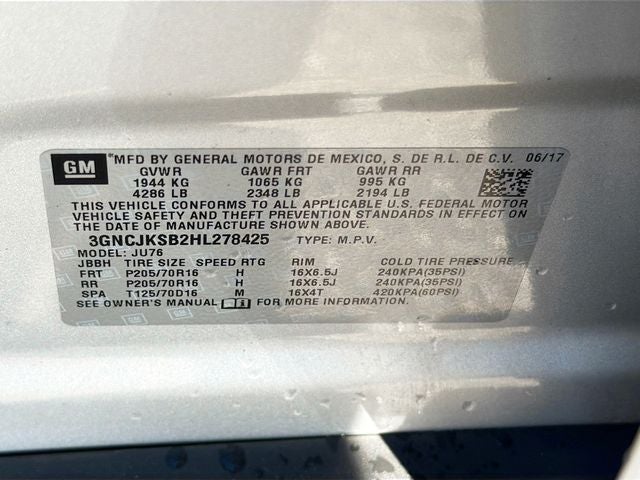 GM
MFD BY GENERAL MOTORS DE MEXICO, S. DE R.L. DE C.V. 06/17
GVWR GAWR FRT GAWR RR
1944 KG 1065 KG 995 KG
4286 LB 2348 LB 2194 LB
THIS VEHICLE CONFORMS TO ALL APPLICABLE U.S. FEDERAL MOTOR
VEHICLE SAFETY AND THEFT PREVENTION STANDARDS IN EFFECT ON
THE DATE OF MANUFACTURE SHOWN ABOVE.
3GNCJKSB2HL278425 TYPE: M.P.V.
MODEL: JU76
JBBH TIRE SIZE SPEED RTG RIM COLD TIRE PRESSURE
FRT P205/70R16 H 16X6.5J 240KPA(35PSI)
RR P205/70R16 H 16X6.5J 240KPA(35PSI)
SPA T125/70D16 M 16X4T 420KPA(60PSI)
SEE OWNER'S MANUAL FOR MORE INFORMATION.